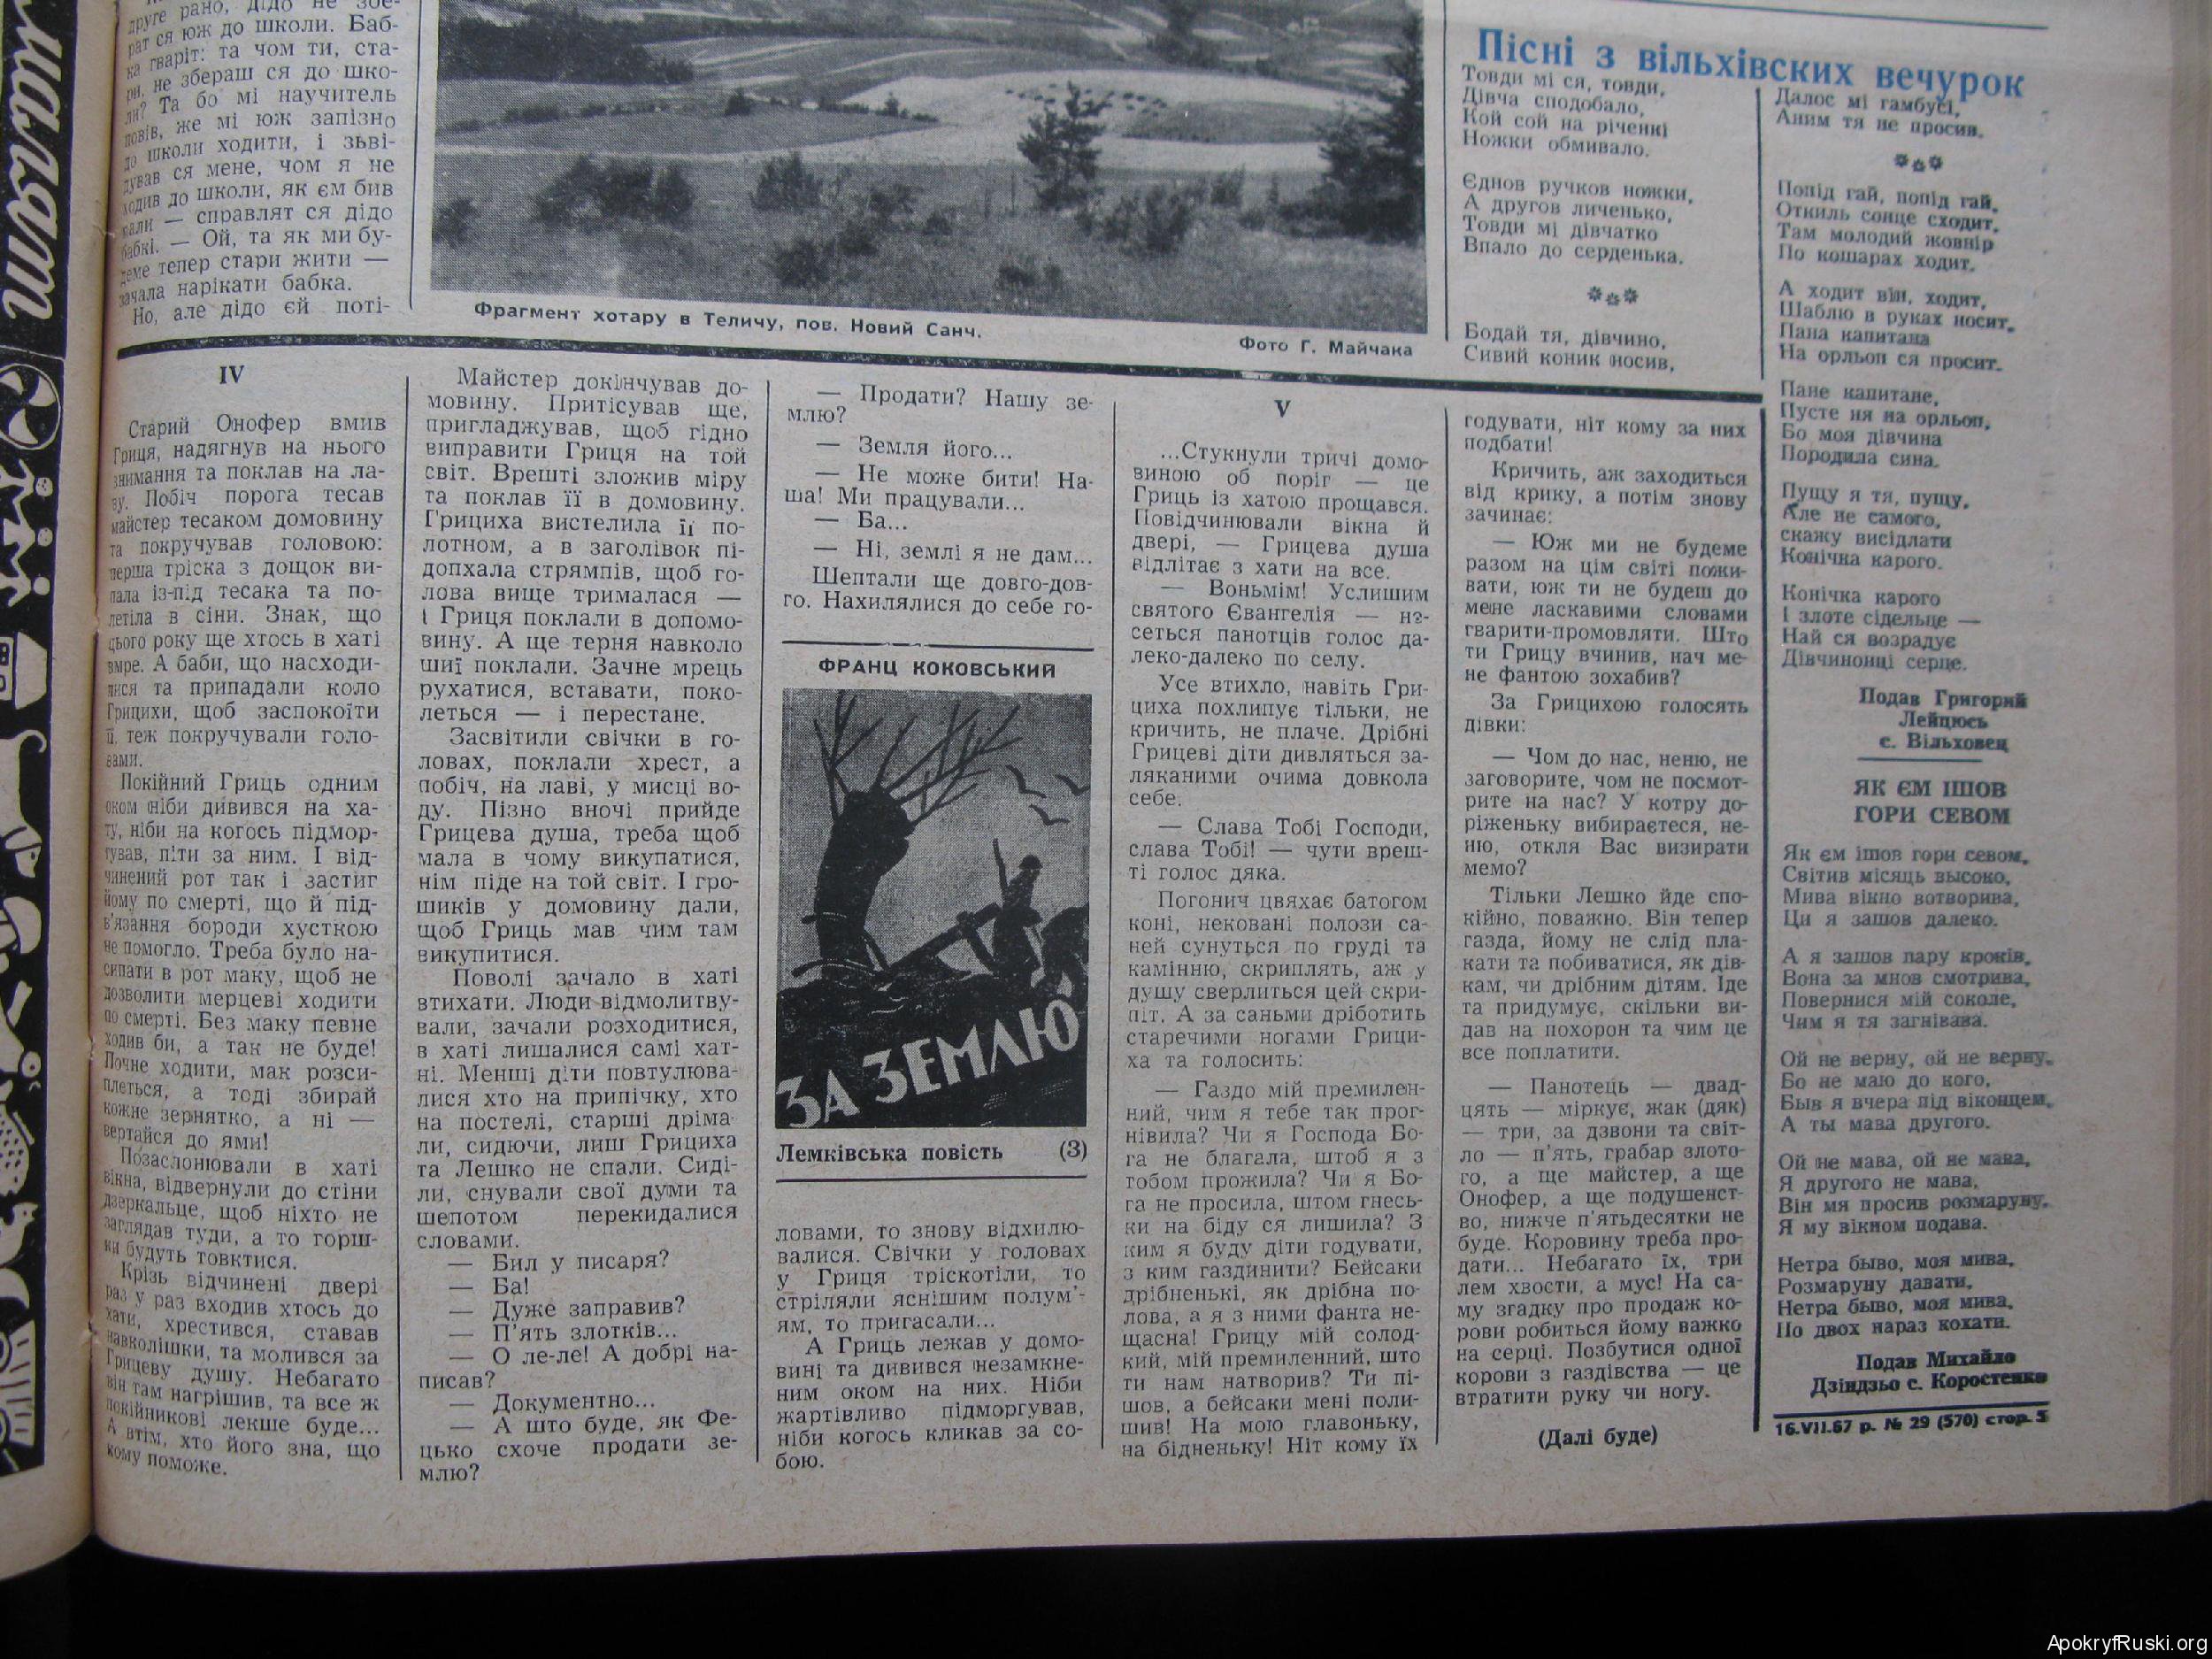 друге рано, дідо не збе-
рат ся юж до школи. Баб-
ка гваріт: та чом ти, ста-
ри, не збераш ся до шко-
ли? Та бо мі научитель
повів, же мі юж запізно
до школи ходити, і зьві-
дував ся мене, чом я не
ходив до школи, як єм бив
мали — справлят ся дідо
бабкі. — Ой, та як ми бу-
деме тепер стари жити —
зачала нарікати бабка.
Но, але дідо єй поті-
Фрагмент хотару в Теличу, пов. Новий Санч.
Фото Г. Майчака
Пісні з вільхівских вечурок
Товди мі ся, товди,
Дівча сподобало,
Кой сой на річенкі
Ножки обмивало.
Єднов ручков ножки,
А другов личенько,
Товди мі дівчатко
Впало до серденька.
Бодай тя, дівчино,
Сивий коник носив,
Далос мі гамбусі,
Аним тя не просив.
Попід гай, попід гай,
Откиль сонце сходит,
Там молодий жовнір
По кошарах ходит.
А ходит він, ходит,
Шаблю в руках носит,
Пана капитана
На орльоп ся просит.
Пане капитане,
Пусте ня на орльоп,
Бо моя дівчина
Породила сина.
Пущу я тя, пущу,
Але не самого,
скажу висідлати
Конічка карого.
Конічка карого
І злоте сідельце —
Най ся возрадує
Дівчинонці серце.
Подав Григорий
Лейцюсь
с. Вільховец
ЯК ЄМ ІШОВ
ГОРИ СЕВОМ
Як єм ішов гори севом,
Світив місяць высоко,
Мива вікно вотворива,
Ци я зашов далеко.
А я зашов пару кроків,
Вона за мнов смотрива,
Повернися мій соколе,
Чим я тя загнівава.
Ой не верну, ой не верну,
Бо не маю до кого,
Быв я вчера під віконцем,
А ты мава другого.
Ой не мава, ой не мава,
Я другого не мава,
Він мя просив розмаруну,
Я му вікном подава.
Нетра быво, моя мива,
Розмаруну давати,
Нетра быво, моя мива,
По двох нараз кохати.
Подав Михайло
Дзіндзьо с. Коростенка
16.VII.67 р. № 29 (570) стор. 5
IV
Старий Онофер вмив
Гриця, надягнув на нього
внимання та поклав на ла-
ву. Побіч порога тесав
майстер тесаком домовину
та покручував головою:
перша тріска з дощок ви-
пала із-під тесака та по-
летіла в сіни. Знак, що
цього року ще хтось в хаті
вмре. А баби, що насходи-
лися та припадали коло
Грицихи, щоб заспокоїти
її, теж покручували голо-
вами.
Покійний Гриць одним
оком ніби дивився на ха-
ту, ніби на когось підмор-
гував, піти за ним. І від-
чинений рот так і застиг
йому по смерті, що й під-
в'язання бороди хусткою
не помогло. Треба було на-
сипати в рот маку, щоб не
дозволити мерцеві ходити
по смерті. Без маку певне
ходив би, а так не буде!
Почне ходити, мак розси-
плеться, а тоді збирай
кожне зернятко, а ні —
вертайся до ями!
Позаслонювали в хаті
вікна, відвернули до стіни
дзеркальце, щоб ніхто не
заглядав туди, а то горш-
ки будуть товктися.
Крізь відчинені двері
раз у раз входив хтось до
хати, хрестився, ставав
навколішки, та молився за
Грицеву душу. Небагато
він там нагрішив, та все ж
покійникові лекше буде...
А втім, хто його зна, що
кому поможе.
Майстер докінчував до-
мовину. Притісував ще,
пригладжував, щоб гідно
виправити Гриця на той
світ. Врешті зложив міру
та поклав її в домовину.
Грициха вистелила її по-
лотном, а в заголівок пі-
допхала стрямпів, щоб го-
лова вище трималася —
і Гриця поклали в допомо-
вину. А ще терня навколо
шиї поклали. Зачне мрець
рухатися, вставати, поко-
леться — і перестане.
Засвітили свічки в го-
ловах, поклали хрест, а
побіч, на лаві, у мисці во-
ду. Пізно вночі прийде
Грицева душа, треба щоб
мала в чому викупатися,
нім піде на той світ. І гро-
шиків у домовину дали,
щоб Гриць мав чим там
викупитися.
Поволі зачало в хаті
втихати. Люди відмолитву-
вали, зачали розходитися,
в хаті лишалися самі хат-
ні. Менші діти повтулюва-
лися хто на припічку, хто
на постелі, старші дріма-
ли, сидючи, лиш Грициха
та Лешко не спали. Сиді-
ли, снували свої думи та
шепотом перекидалися
словами.
— Бил у писаря?
— Ба!
— Дуже заправив?
— П'ять злотків...
— О ле-ле! А добрі на-
писав?
— Документно...
— А што буде, як Фе-
цько схоче продати зе-
млю?
— Продати? Нашу зе-
млю?
— Земля його...
— Не може бити! На-
ша! Ми працували...
— Ба...
— Ні, землі я не дам...
Шептали ще довго-дов-
го. Нахилялися до себе го-
ФРАНЦ КОКОВСЬКИЙ
ЗА ЗЕМЛЮ
Лемківська повість (3)
ловами, то знову відхилю-
валися. Свічки у головах
у Гриця тріскотіли, то
стріляли яснішим полум'-
ям, то пригасали...
А Гриць лежав у домо-
вині та дивився незамкне-
ним оком на них. Ніби
жартівливо підморгував,
ніби когось кликав за со-
бою.
V
...Стукнули тричі домо-
виною об поріг — це
Гриць із хатою прощався.
Повідчинювали вікна й
двері, — Грицева душа
відлітає з хати на все.
— Воньмім! Услишим
святого Євангелія — не-
сеться панотців голос да-
леко-далеко по селу.
Усе втихло, навіть Гри-
циха похлипує тільки, не
кричить, не плаче. Дрібні
Грицеві діти дивляться за-
ляканими очима довкола
себе.
— Слава Тобі Господи,
слава Тобі! — чути вреш-
ті голос дяка.
Погонич цвяхає батогом
коні, нековані полози са-
ней сунуться по груді та
камінню, скриплять, аж у
душу сверлиться цей скри-
піт. А за саньми дріботить
старечими ногами Грици-
ха та голосить:
— Газдо мій премилен-
ний, чим я тебе так прог-
нівила? Чи я Господа Бо-
га не благала, штоб я з
тобом прожила? Чи я Бо-
га не просила, штом гнесь-
ки на біду ся лишила? З
ким я буду діти годувати,
з ким газдинити? Бейсаки
дрібненькі, як дрібна по-
лова, а я з ними фанта не-
щасна! Грицу мій солод-
кий, мій премиленний, што
ти нам натворив? Ти пі-
шов, а бейсаки мені поли-
шив! На мою главоньку,
на бідненьку! Ніт кому їх
годувати, ніт кому за них
подбати!
Кричить, аж заходиться
від крику, а потім знову
зачинає:
— Юж ми не будеме
разом на цім світі пожи-
вати, юж ти не будеш до
мене ласкавими словами
гварити-промовляти. Што
ти Грицу вчинив, нач ме-
не фантою зохабив?
За Грицихою голосять
дівки:
— Чом до нас, неню, не
заговорите, чом не посмот-
рите на нас? У котру до-
ріженьку вибираєтеся, не-
ню, откля Вас визирати
мемо?
Тільки Лешко йде спо-
кійно, поважно. Він тепер
газда, йому не слід пла-
кати та побиватися, як дів-
кам, чи дрібним дітям. Іде
та придумує, скільки ви-
дав на похорон та чим це
все поплатити.
— Панотець — двад-
цять — міркує, жак (дяк)
— три, за дзвони та світ-
ло — п'ять, грабар злото-
го, а ще майстер, а ще
Онофер, а ще подушенст-
во, нижче п'ятьдесятки не
буде. Коровину треба про-
дати... Небагато їх, три
лем хвости, а мус! На са-
му згадку про продаж ко-
рови робиться йому важко
на серці. Позбутися одної
корови з газдівства — це
втратити руку чи ногу.
(Далі буде)
ApokryfRuski.org